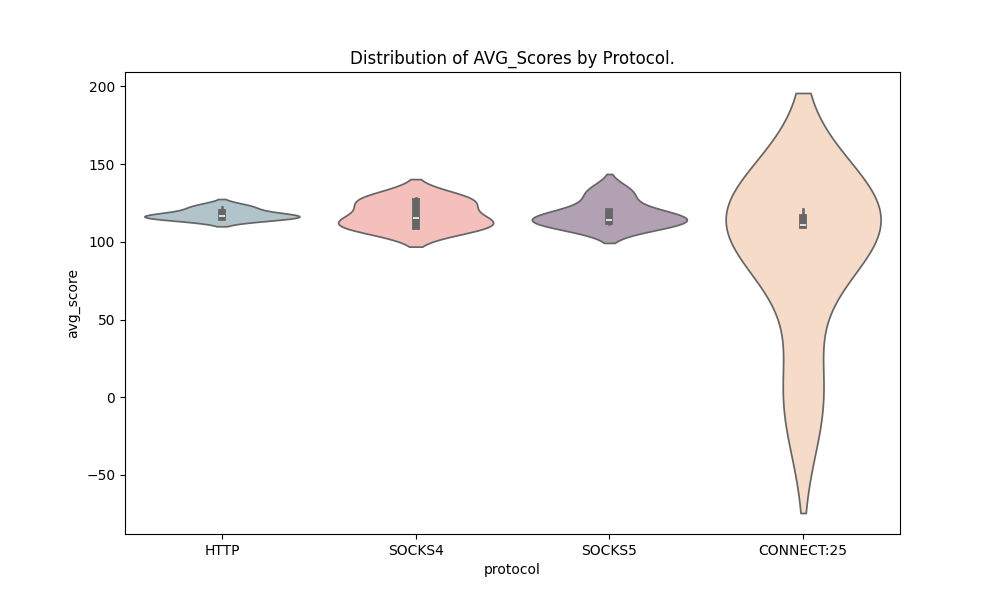 Distribution of AVG_Scores by Protocol.
200
150
100
50
0
−50
avg_score
HTTP SOCKS4 SOCKS5 CONNECT:25
protocol